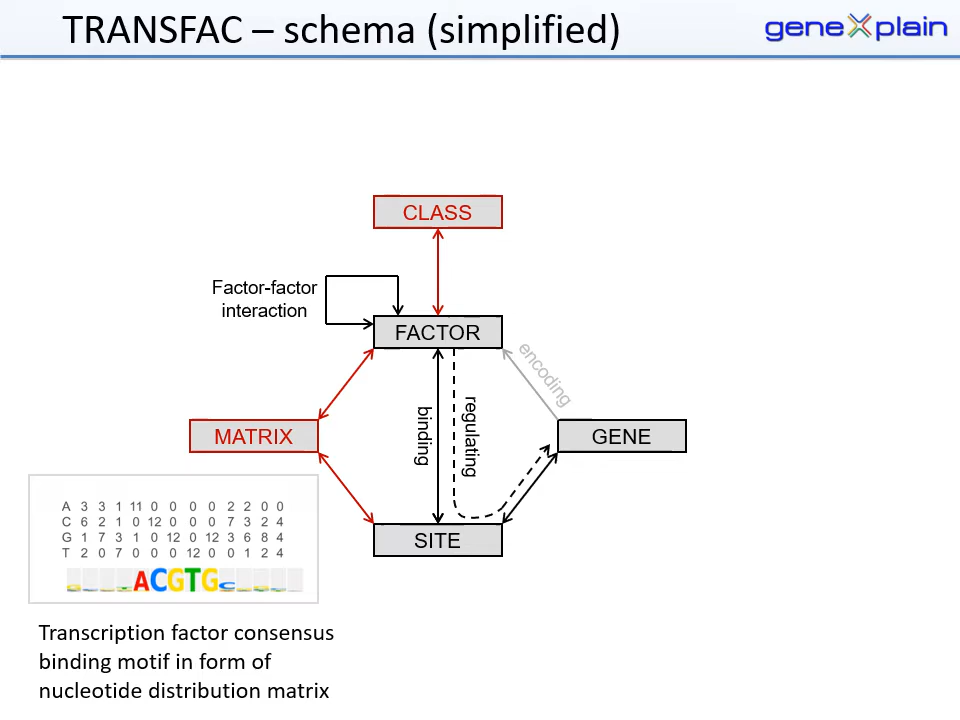 TRANSFAC – schema (simplified)
geneXplain
CLASS
Factor-factor
interaction
FACTOR
encoding
binding
regulating
MATRIX
GENE
SITE
A 3 3 1 11 0 0 0 0 2 2 0 0
C 6 2 1 0 12 0 0 0 7 3 2 4
G 1 7 3 1 0 12 0 12 3 6 8 4
T 2 0 7 0 0 0 12 0 0 1 2 4
ACGTGC
Transcription factor consensus
binding motif in form of
nucleotide distribution matrix